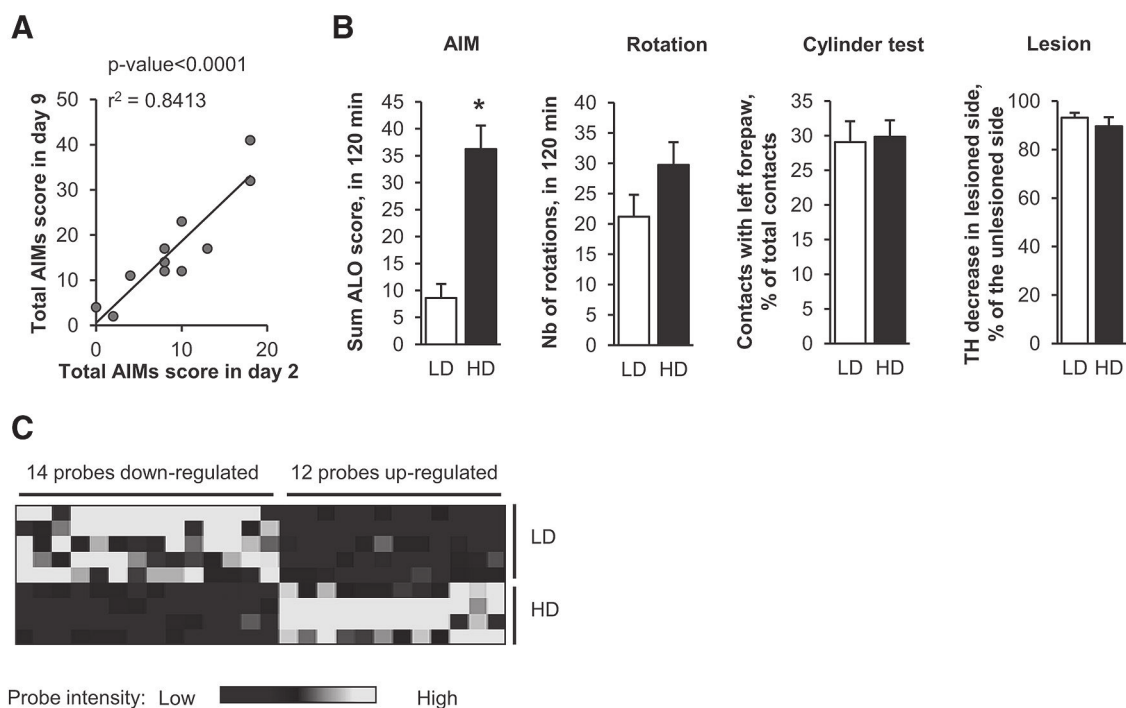 A
p-value<0.0001
r² = 0.8413
Total AIMs score in day 9
50
40
30
20
10
0
0 10 20
Total AIMs score in day 2
B
AIM
Sum ALO score, in 120 min
45
40
35
30
25
20
15
10
5
0
*
LD HD
Rotation
Nb of rotations, in 120 min
40
35
30
25
20
15
10
5
0
LD HD
Cylinder test
Contacts with left forepaw,
% of total contacts
35
30
25
20
15
10
5
0
LD HD
Lesion
TH decrease in lesioned side,
% of the unlesioned side
100
80
60
40
20
0
LD HD
C
14 probes down-regulated 12 probes up-regulated
LD
HD
Probe intensity: Low High